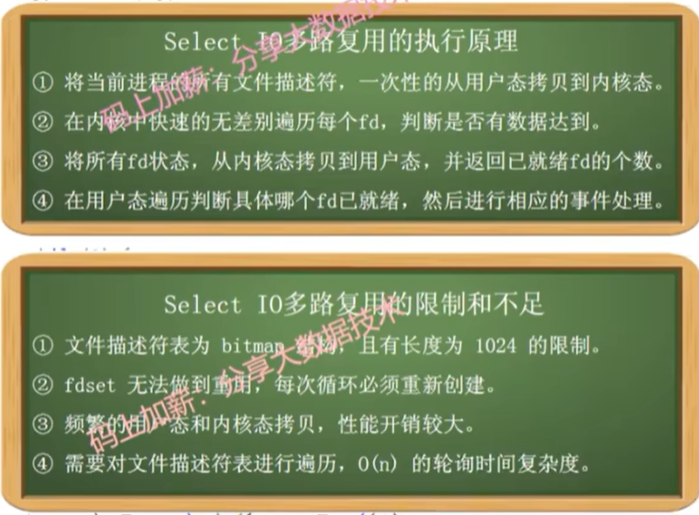 Select IO多路复用的执行原理
① 将当前进程的所有文件描述符，一次性的从用户态拷贝到内核态。
② 在内核中快速的无差别遍历每个fd，判断是否有数据达到。
③ 将所有fd状态，从内核态拷贝到用户态，并返回已就绪fd的个数。
④ 在用户态遍历判断具体哪个fd已就绪，然后进行相应的事件处理。
码上加薪：分享大数据技术
Select IO多路复用的限制和不足
① 文件描述符表为 bitmap 结构，且有长度为 1024 的限制。
② fdset 无法做到重用，每次循环必须重新创建。
③ 频繁的用户态和内核态拷贝，性能开销较大。
④ 需要对文件描述符表进行遍历，O(n) 的轮询时间复杂度。
码上加薪：分享大数据技术